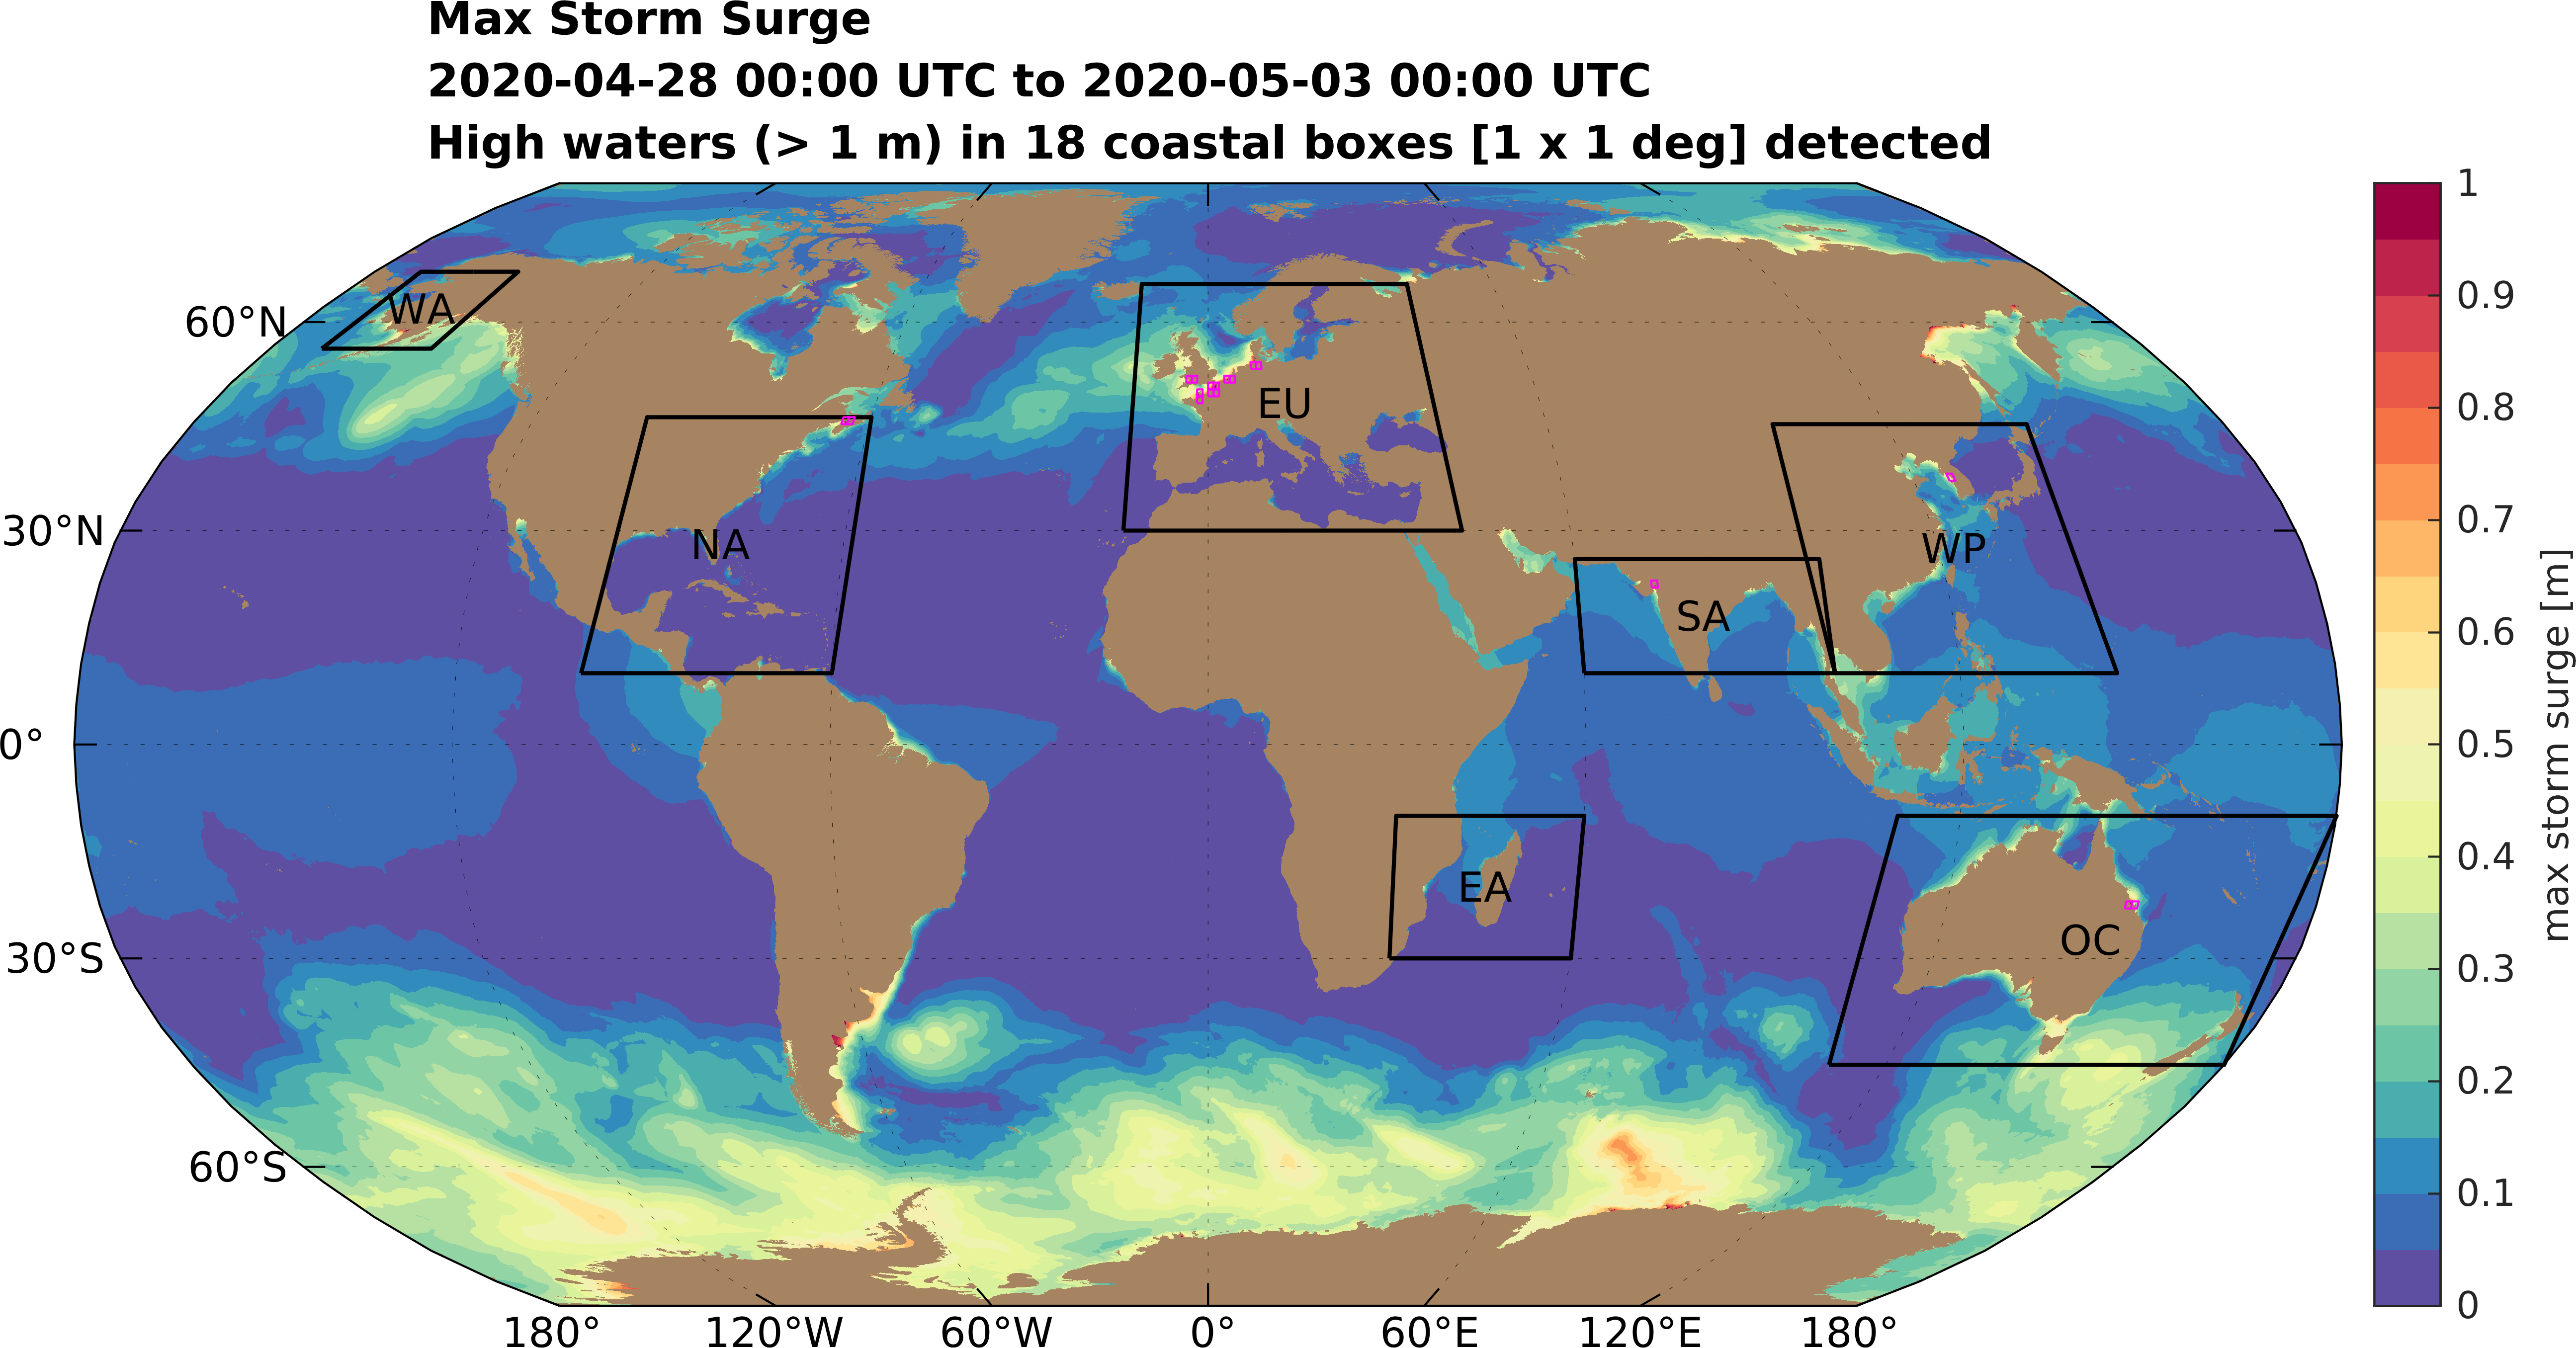 Max Storm Surge
2020-04-28 00:00 UTC to 2020-05-03 00:00 UTC
High waters (> 1 m) in 18 coastal boxes [1 x 1 deg] detected
60°N
30°N
0°
30°S
60°S
WA
NA
EU
SA
WP
EA
OC
180°
120°W
60°W
0°
60°E
120°E
180°
1
0.9
0.8
0.7
0.6
0.5
0.4
0.3
0.2
0.1
0
max storm surge [m]